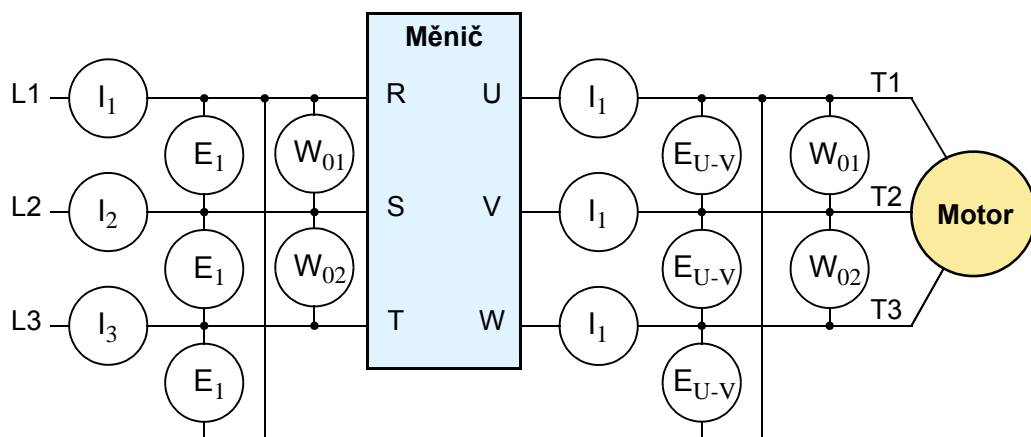 Měnič
L1 I1 R U I1 T1
E1 W01 EU-V W01
L2 I2 S V I1 T2 Motor
E1 W02 EU-V W02
L3 I3 T W I1 T3
E1 EU-V